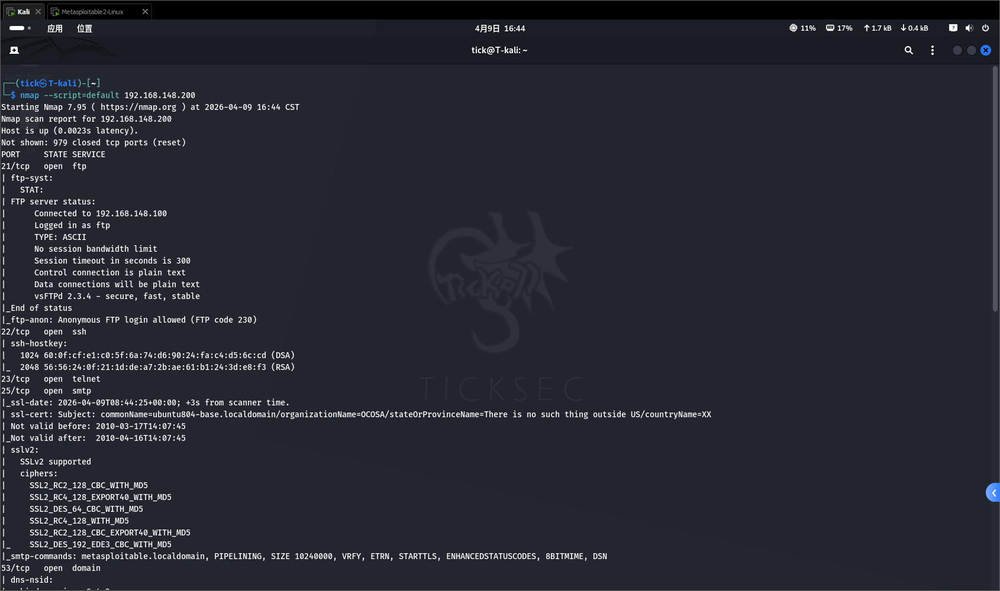 Kali
Metasploitable2-Linux
应用 位置 4月9日 16:44 11% 17% 1.7 kB 0.4 kB
tick@T-kali: ~
┌──(tick㉿T-kali)-[~]
└─$ nmap --script=default 192.168.148.200
Starting Nmap 7.95 ( https://nmap.org ) at 2026-04-09 16:44 CST
Nmap scan report for 192.168.148.200
Host is up (0.0023s latency).
Not shown: 979 closed tcp ports (reset)
PORT     STATE SERVICE
21/tcp   open  ftp
| ftp-syst:
|   STAT:
| FTP server status:
|      Connected to 192.168.148.100
|      Logged in as ftp
|      TYPE: ASCII
|      No session bandwidth limit
|      Session timeout in seconds is 300
|      Control connection is plain text
|      Data connections will be plain text
|      vsFTPd 2.3.4 - secure, fast, stable
|_End of status
|_ftp-anon: Anonymous FTP login allowed (FTP code 230)
22/tcp   open  ssh
| ssh-hostkey:
|   1024 60:0f:cf:e1:c0:5f:6a:74:d6:90:24:fa:c4:d5:6c:cd (DSA)
|_  2048 56:56:24:0f:21:1d:de:a7:2b:ae:61:b1:24:3d:e8:f3 (RSA)
23/tcp   open  telnet
25/tcp   open  smtp
|_ssl-date: 2026-04-09T08:44:25+00:00; +3s from scanner time.
| ssl-cert: Subject: commonName=ubuntu804-base.localdomain/organizationName=OCOSA/stateOrProvinceName=There is no such thing outside US/countryName=XX
| Not valid before: 2010-03-17T14:07:45
|_Not valid after:  2010-04-16T14:07:45
| sslv2:
|   SSLv2 supported
|   ciphers:
|     SSL2_RC2_128_CBC_WITH_MD5
|     SSL2_RC4_128_EXPORT40_WITH_MD5
|     SSL2_DES_64_CBC_WITH_MD5
|     SSL2_RC4_128_WITH_MD5
|     SSL2_RC2_128_CBC_EXPORT40_WITH_MD5
|_    SSL2_DES_192_EDE3_CBC_WITH_MD5
|_smtp-commands: metasploitable.localdomain, PIPELINING, SIZE 10240000, VRFY, ETRN, STARTTLS, ENHANCEDSTATUSCODES, 8BITMIME, DSN
53/tcp   open  domain
| dns-nsid:
TicKali
TICKSEC